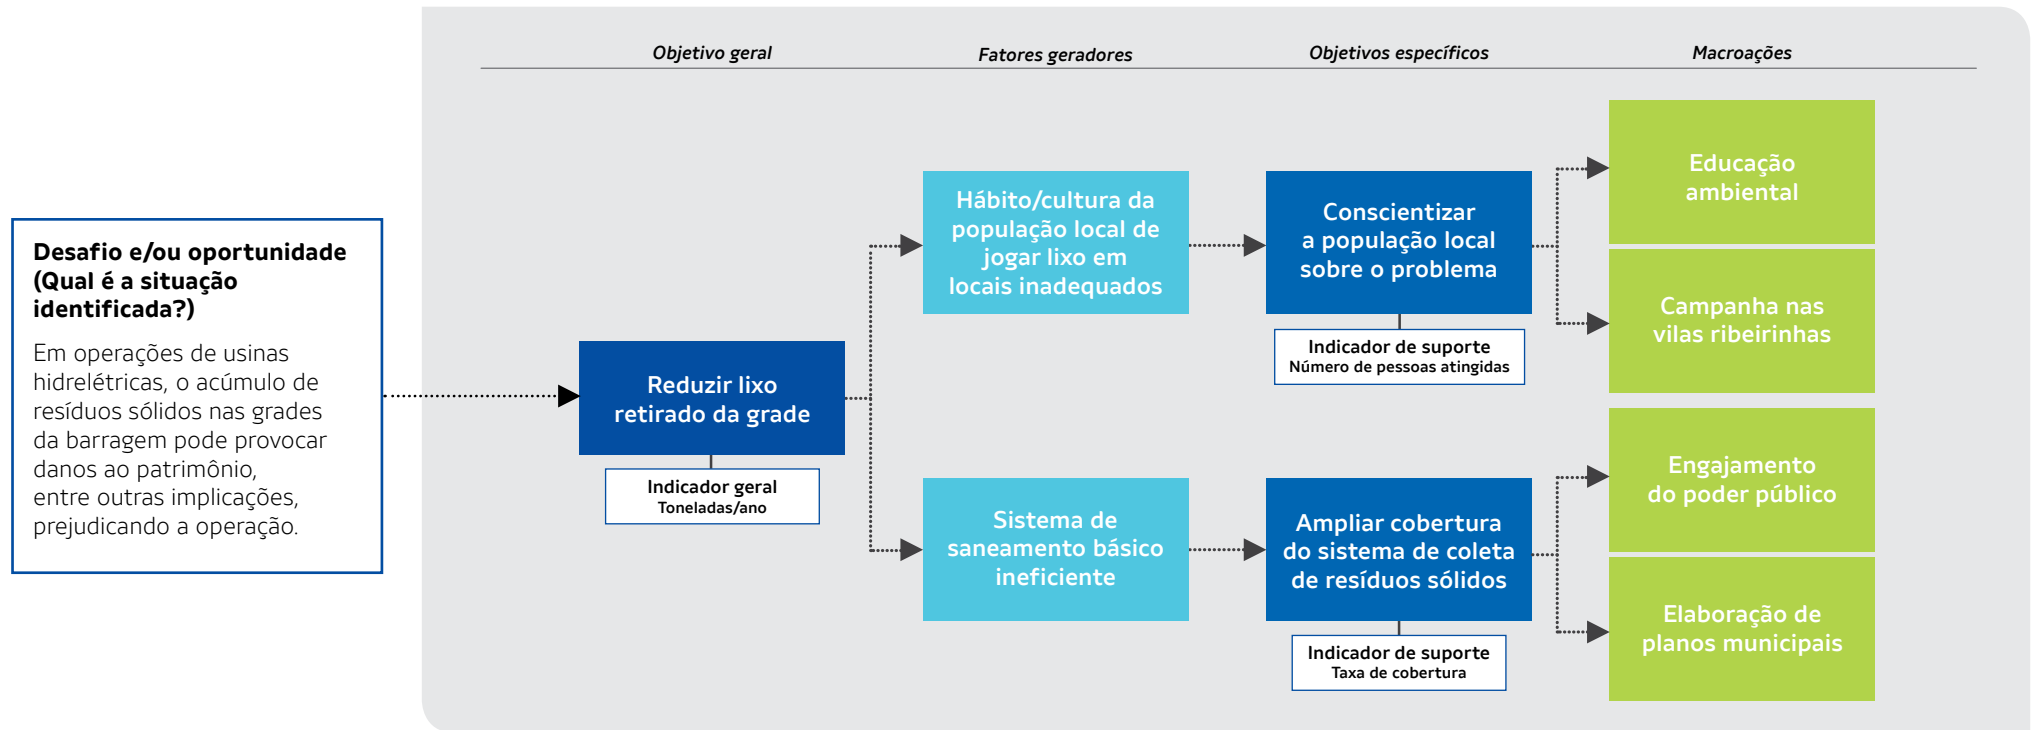 Objetivo geral
Fatores geradores
Objetivos específicos
Macroações
Desafio e/ou oportunidade
(Qual é a situação
identificada?)
Em operações de usinas
hidrelétricas, o acúmulo de
resíduos sólidos nas grades
da barragem pode provocar
danos ao patrimônio,
entre outras implicações,
prejudicando a operação.
Reduzir lixo
retirado da grade
Indicador geral
Toneladas/ano
Hábito/cultura da
população local de
jogar lixo em
locais inadequados
Conscientizar
a população local
sobre o problema
Indicador de suporte
Número de pessoas atingidas
Educação
ambiental
Campanha nas
vilas ribeirinhas
Sistema de
saneamento básico
ineficiente
Ampliar cobertura
do sistema de coleta
de resíduos sólidos
Indicador de suporte
Taxa de cobertura
Engajamento
do poder público
Elaboração de
planos municipais